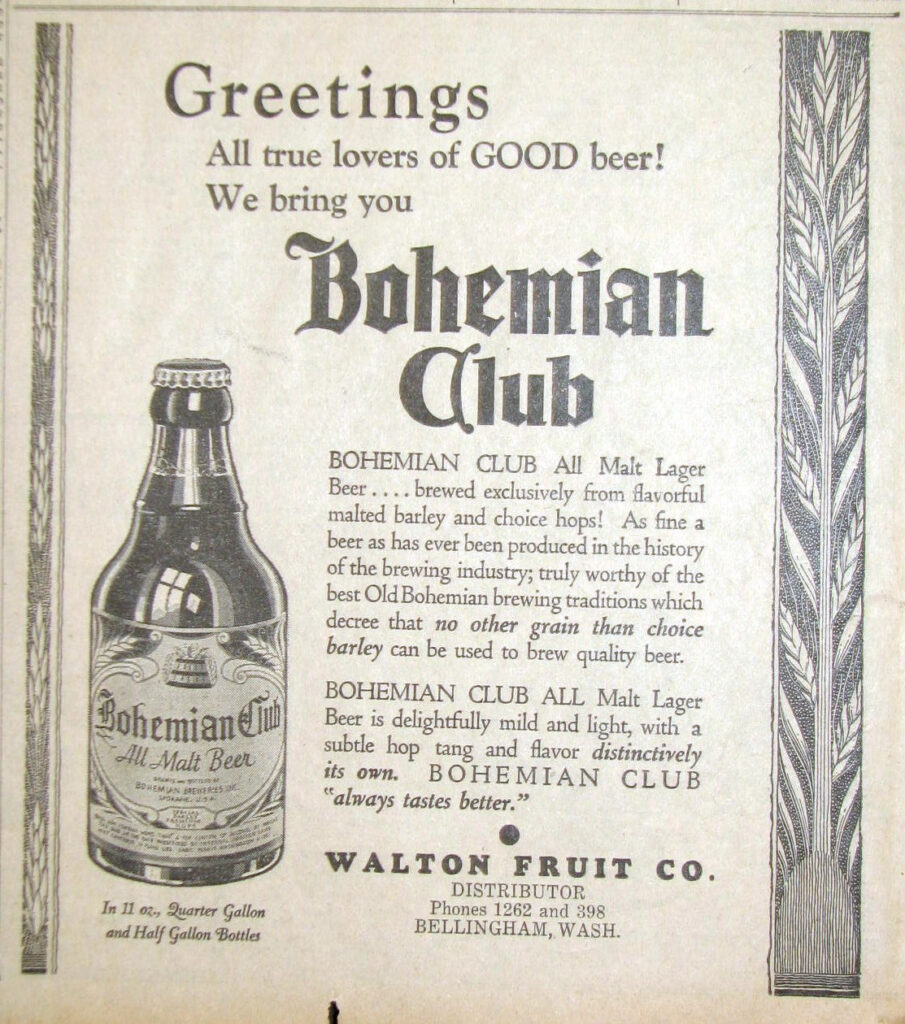 Greetings
All true lovers of GOOD beer!
We bring you
Bohemian
Club
BOHEMIAN CLUB All Malt Lager
Beer . . . . brewed exclusively from flavorful
malted barley and choice hops! As fine a
beer as has ever been produced in the history
of the brewing industry; truly worthy of the
best Old Bohemian brewing traditions which
decree that no other grain than choice
barley can be used to brew quality beer.
BOHEMIAN CLUB ALL Malt Lager
Beer is delightfully mild and light, with a
subtle hop tang and flavor distinctively
its own. BOHEMIAN CLUB
"always tastes better."
WALTON FRUIT CO.
DISTRIBUTOR
Phones 1262 and 398
BELLINGHAM, WASH.
Bohemian Club
All Malt Beer
BOHEMIAN BREWERIES INC.
SPOKANE, U.S.A.
In 11 oz., Quarter Gallon
and Half Gallon Bottles